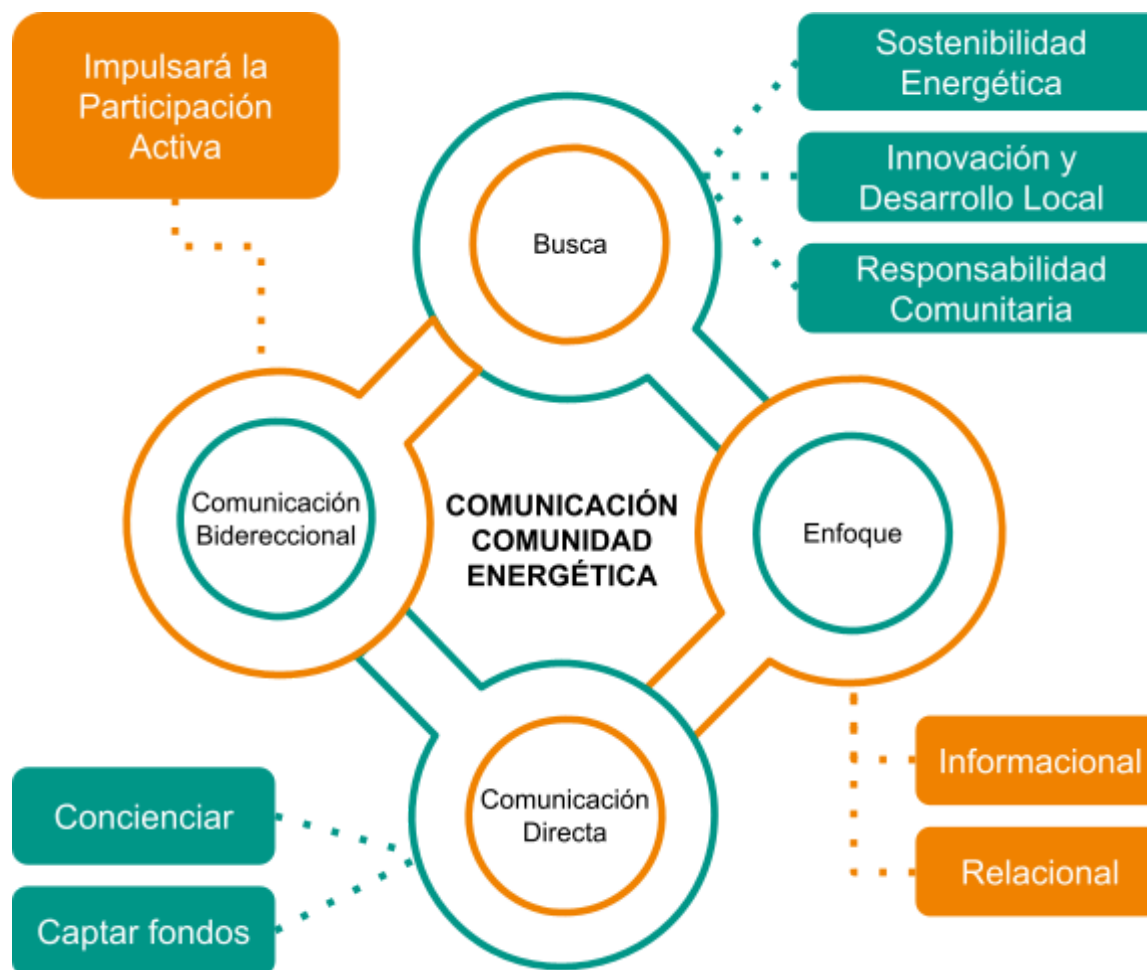 Impulsará la
Participación
Activa
Sostenibilidad
Energética
Innovación y
Desarrollo Local
Responsabilidad
Comunitaria
Busca
Comunicación
Bidereccional
COMUNICACIÓN
COMUNIDAD
ENERGÉTICA
Enfoque
Comunicación
Directa
Informacional
Relacional
Concienciar
Captar fondos